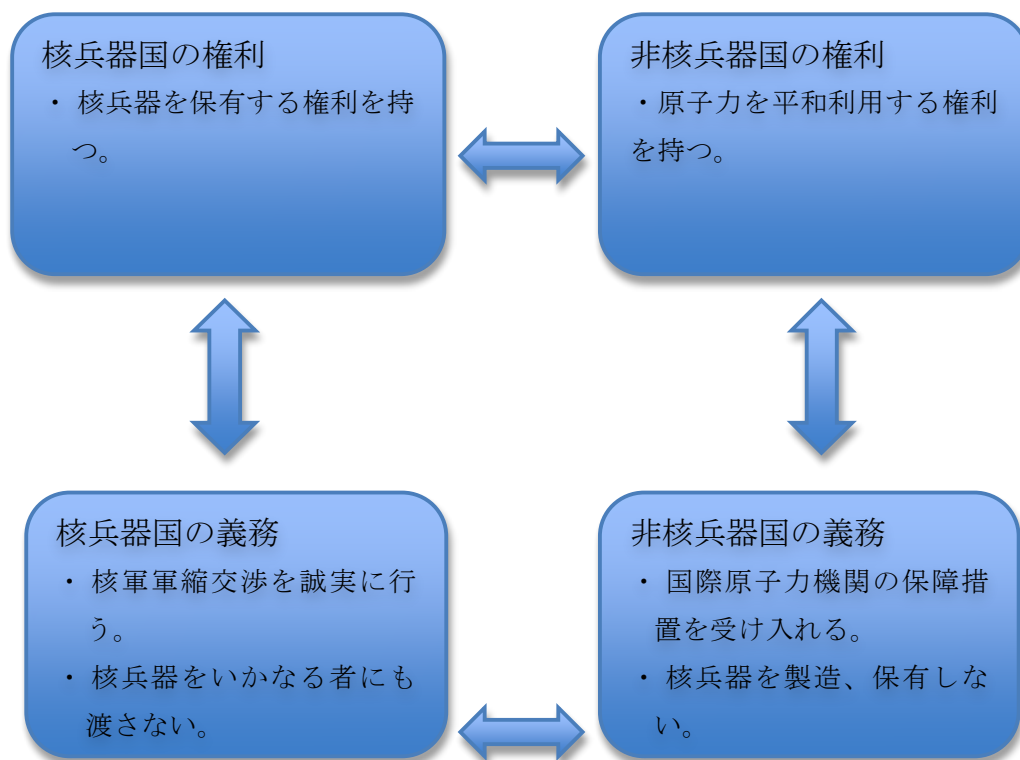 核兵器国の権利
・ 核兵器を保有する権利を持
つ。
非核兵器国の権利
・原子力を平和利用する権利
を持つ。
核兵器国の義務
・ 核軍軍縮交渉を誠実に行
う。
・ 核兵器をいかなる者にも
渡さない。
非核兵器国の義務
・ 国際原子力機関の保障措
置を受け入れる。
・ 核兵器を製造、保有しな
い。